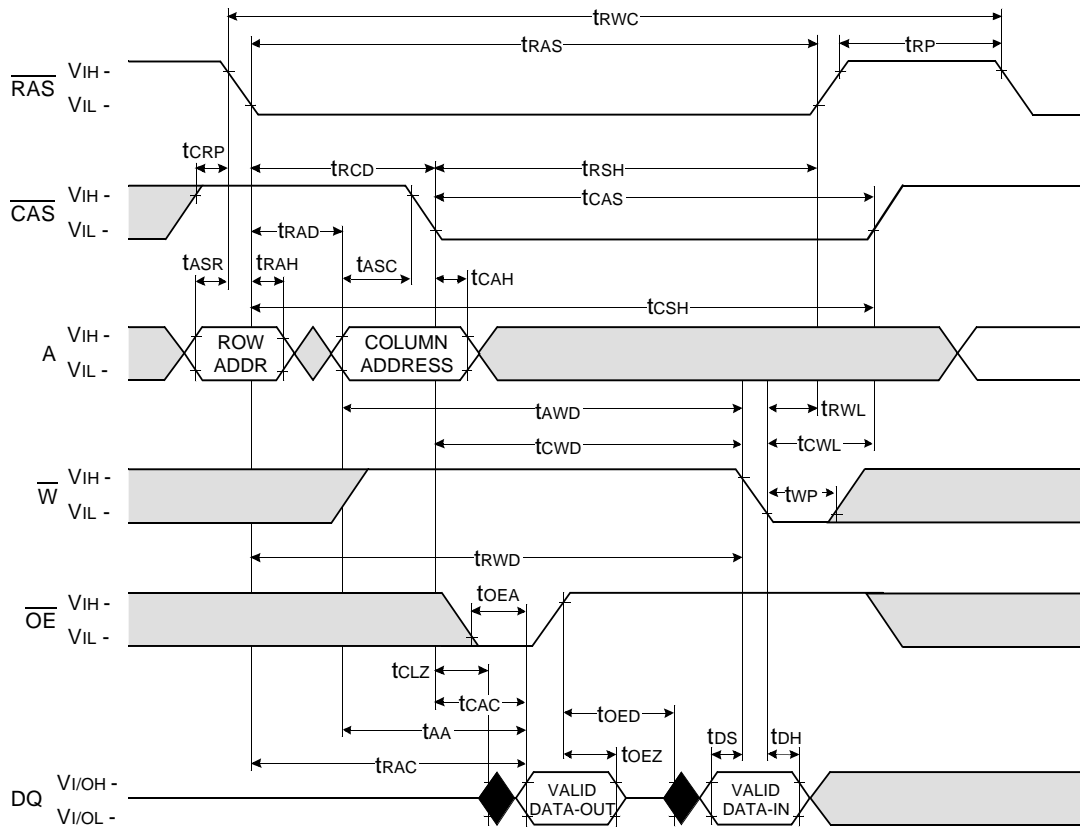 tRWC
tRAS
tRP
RAS
VIH -
VIL -
tCRP
tRCD
tRSH
CAS
VIH -
VIL -
tCAS
tRAD
tASR
tRAH
tASC
tCAH
tCSH
A
VIH -
VIL -
ROW
ADDR
COLUMN
ADDRESS
tAWD
tRWL
tCWD
tCWL
W
VIH -
VIL -
tWP
tRWD
OE
VIH -
VIL -
tOEA
tCLZ
tCAC
tOED
tAA
tDS
tDH
tOEZ
tRAC
DQ
VI/OH -
VI/OL -
VALID
DATA-OUT
VALID
DATA-IN